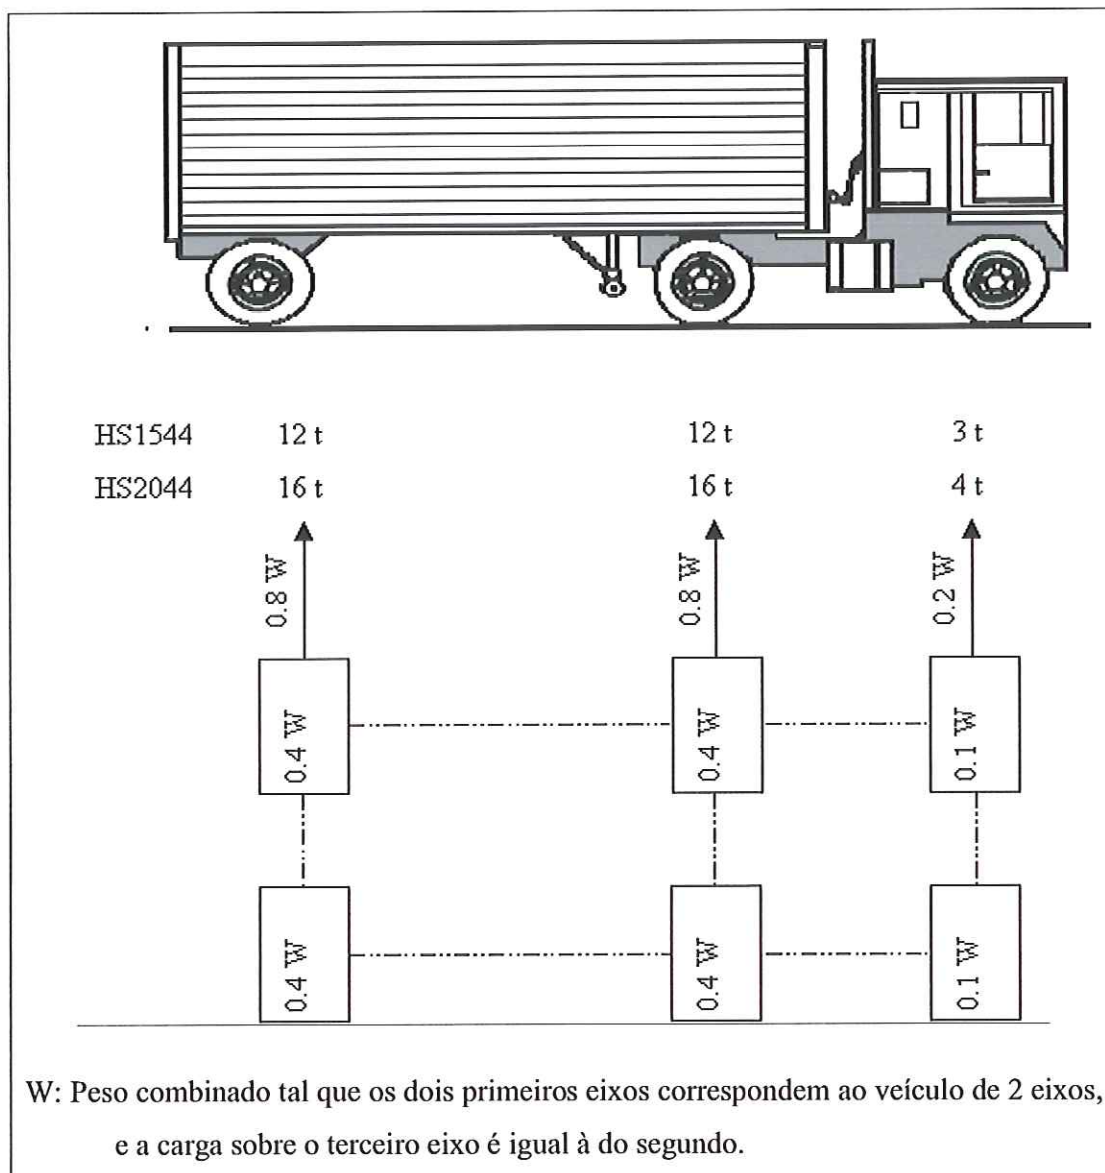 HS1544 12 t 12 t 3 t
HS2044 16 t 16 t 4 t
0.8 W 0.8 W 0.2 W
0.4 W 0.4 W 0.1 W
0.4 W 0.4 W 0.1 W
W: Peso combinado tal que os dois primeiros eixos correspondem ao veículo de 2 eixos,
e a carga sobre o terceiro eixo é igual à do segundo.